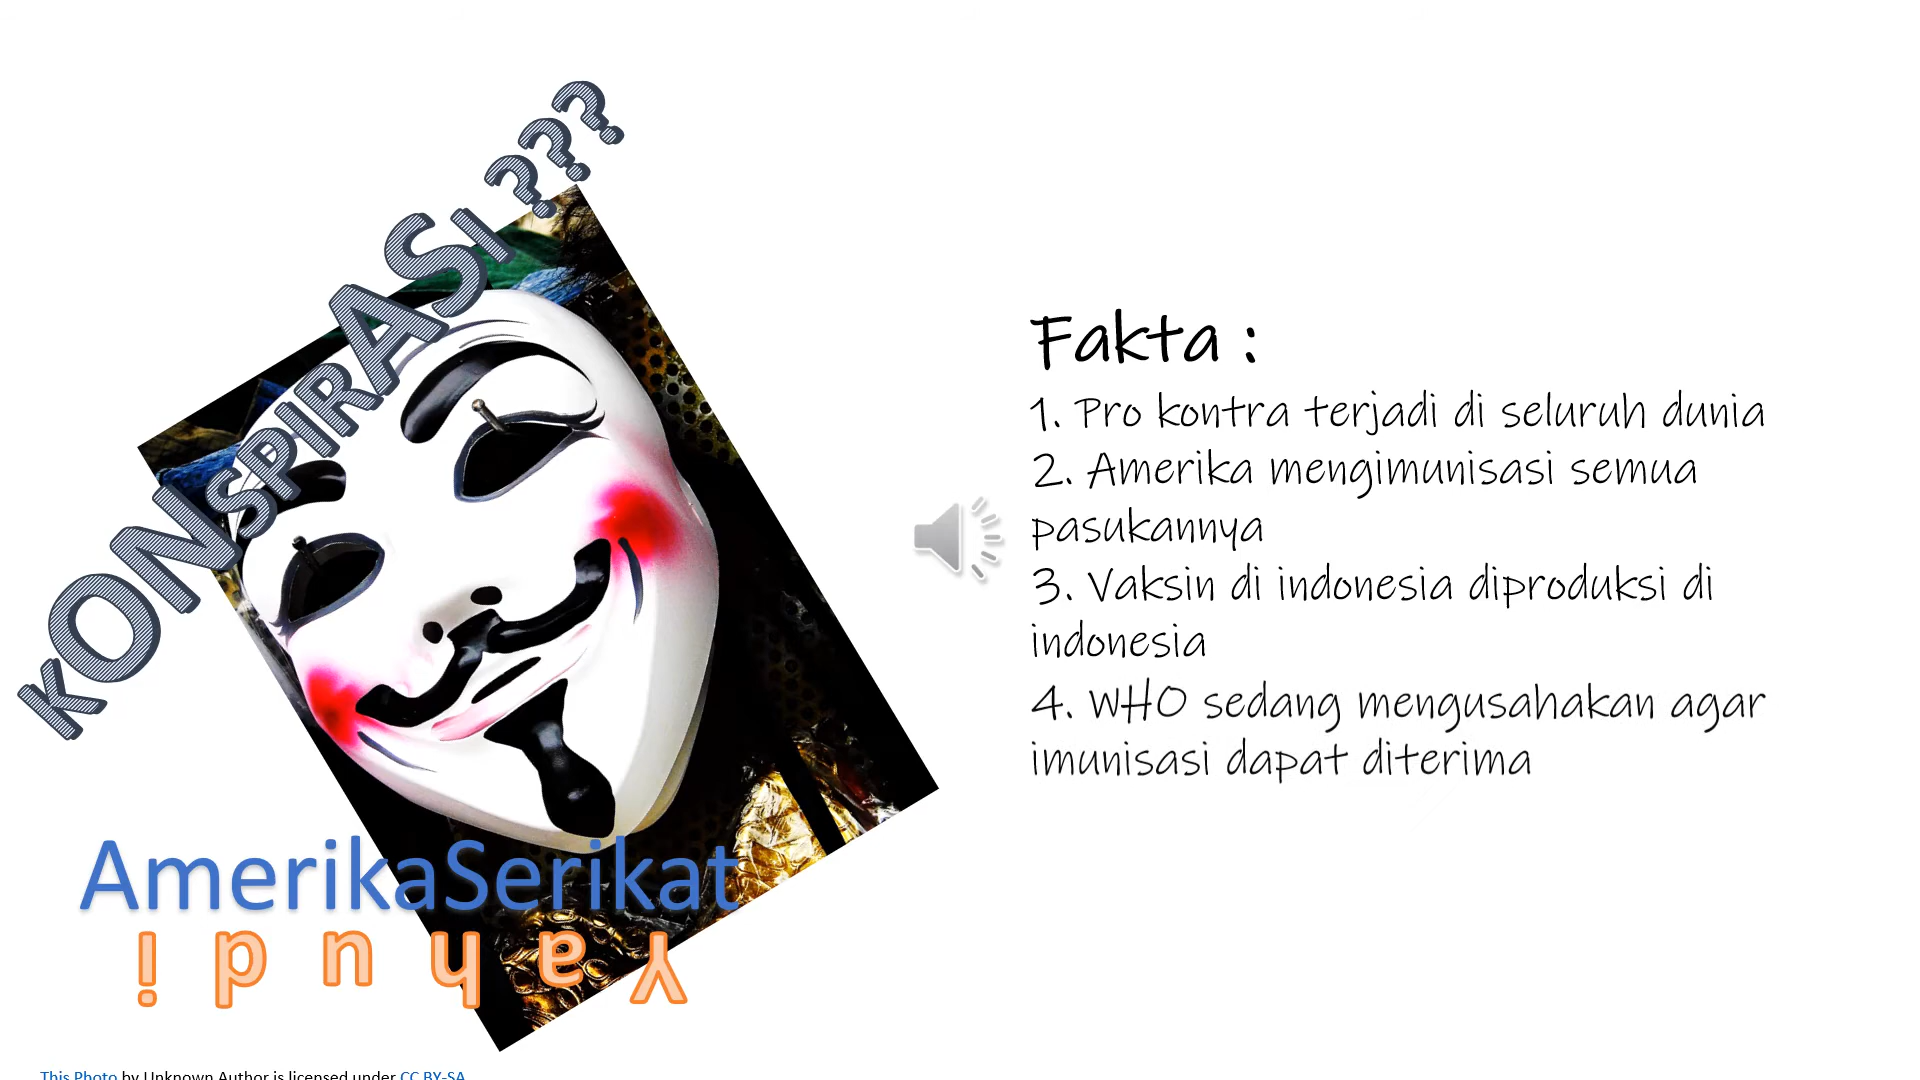 KONSPIRASI ???
AmerikaSerikat
Yahudi
This Photo by Unknown Author is licensed under CC BY-SA
Fakta :
1. Pro kontra terjadi di seluruh dunia
2. Amerika mengimunisasi semua
pasukannya
3. Vaksin di indonesia diproduksi di
indonesia
4. WHO sedang mengusahakan agar
imunisasi dapat diterima